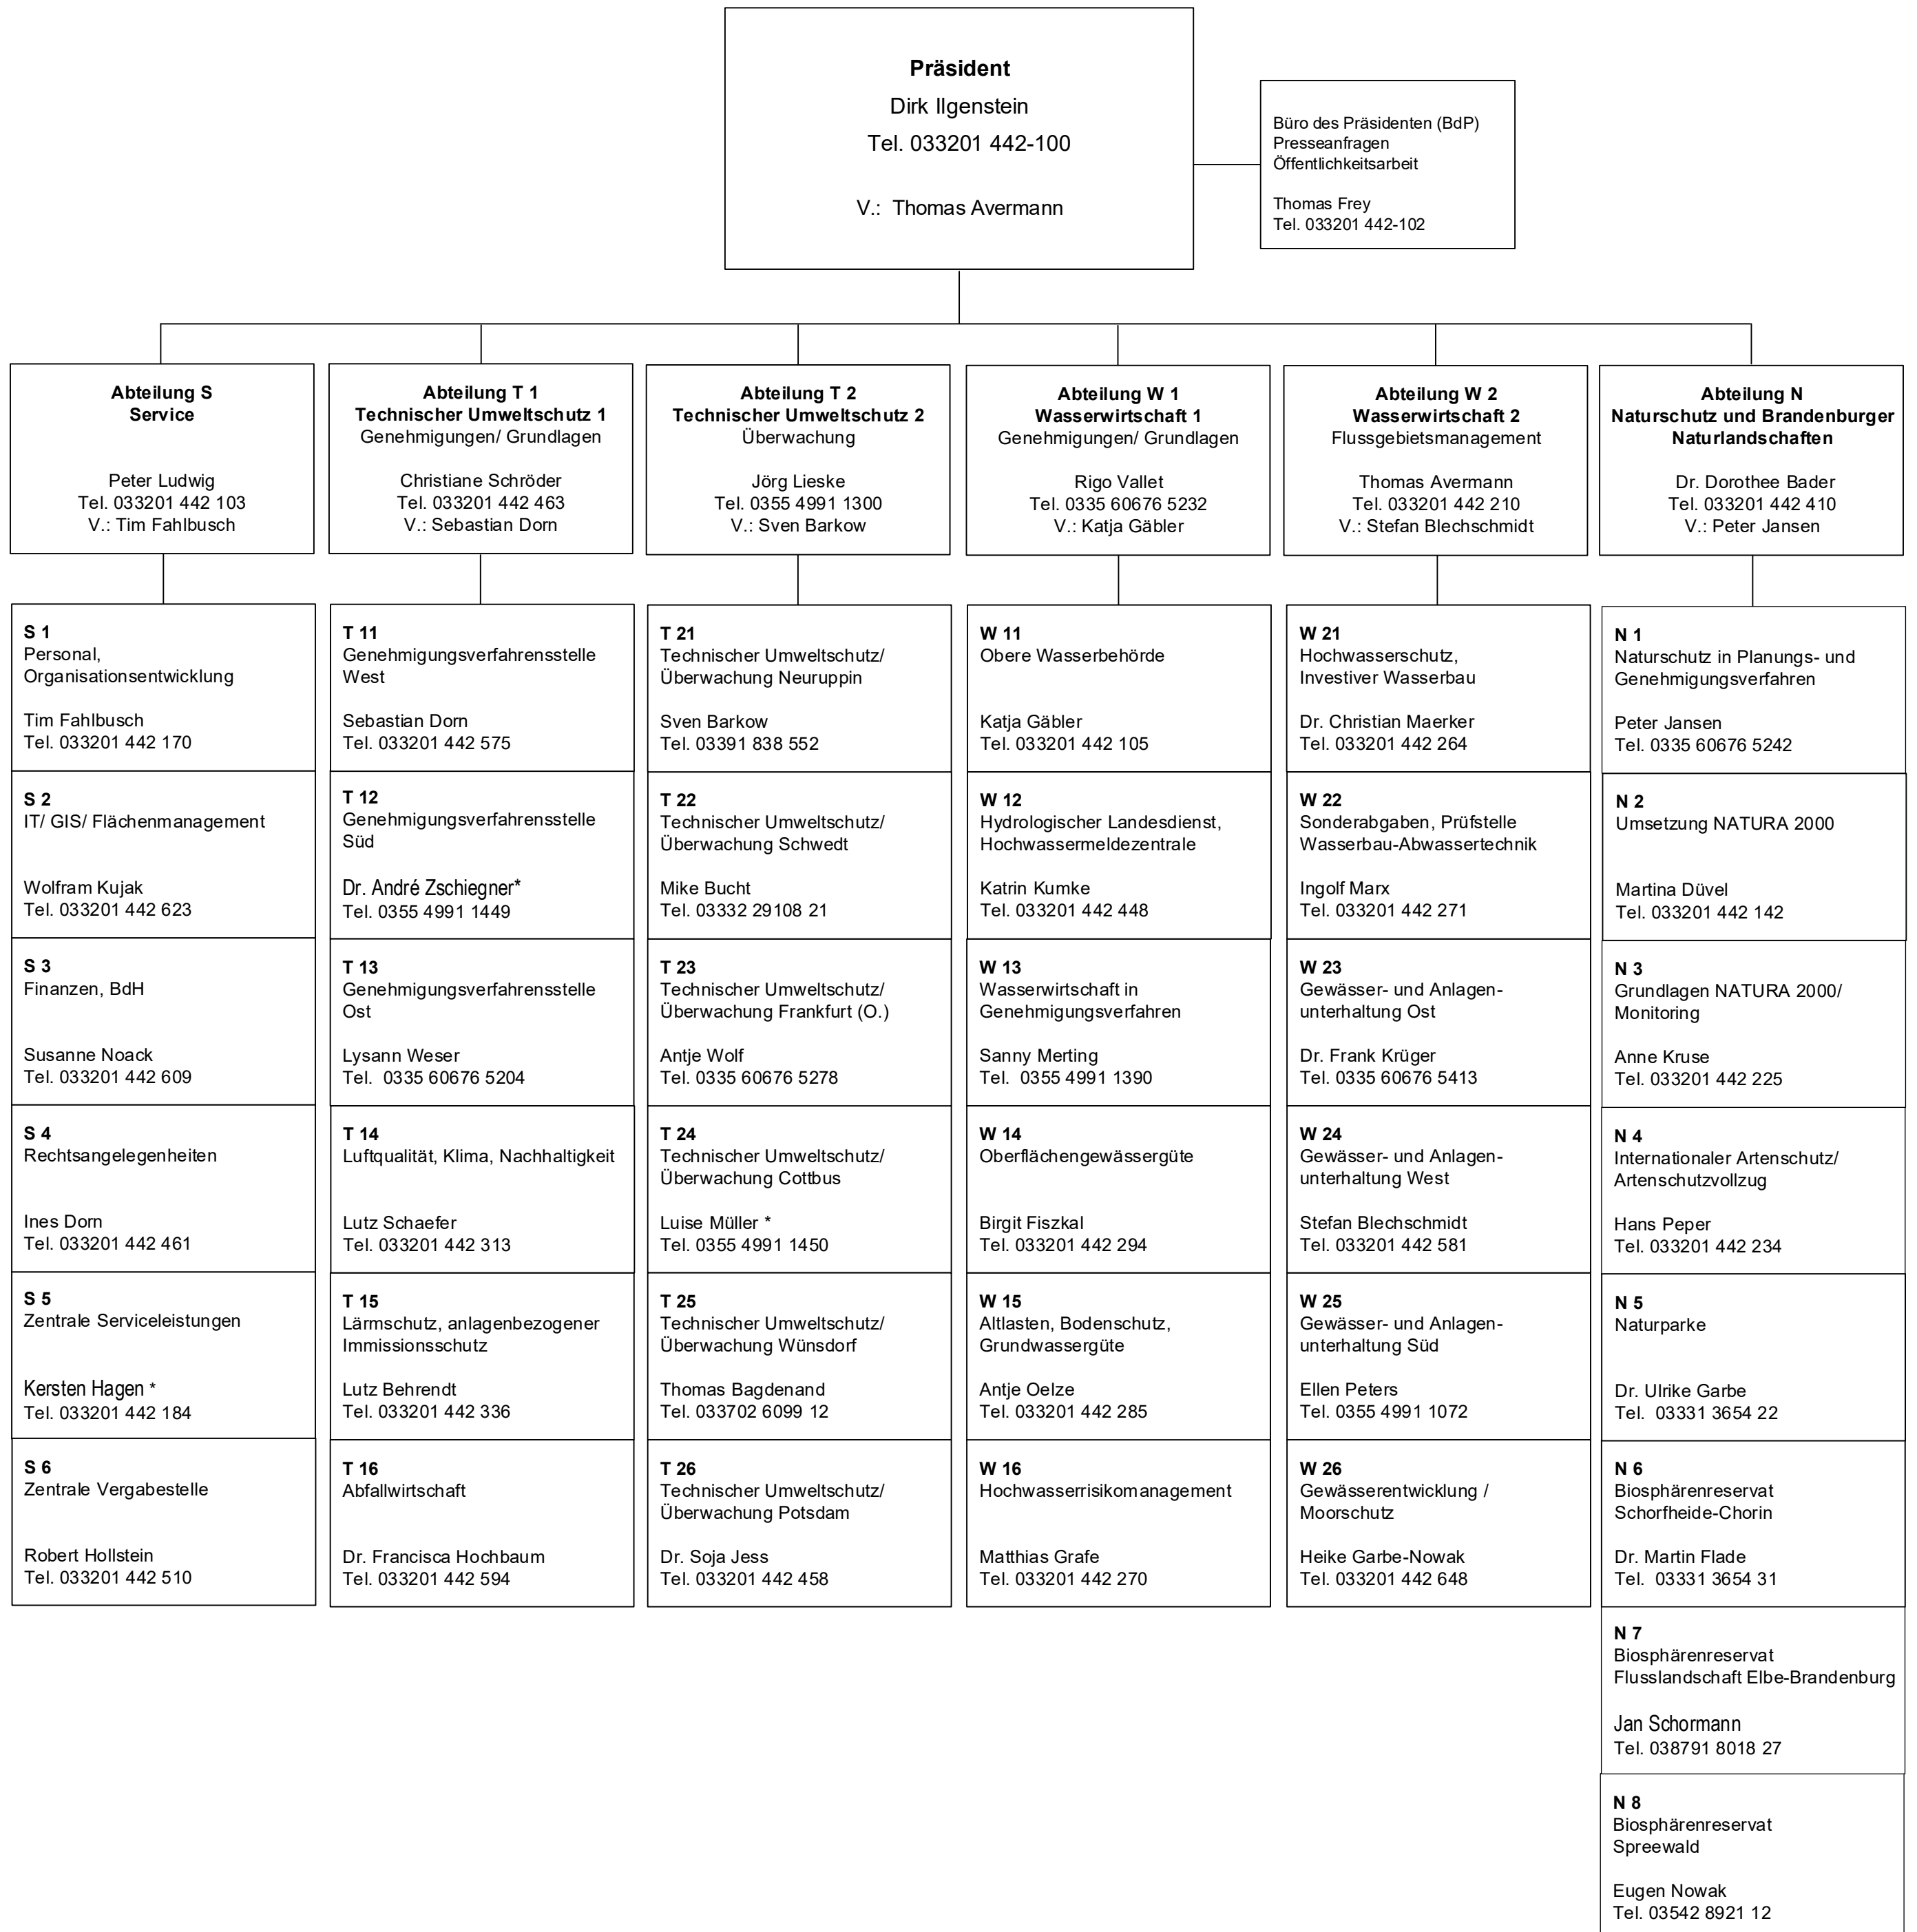 Präsident
Dirk Ilgenstein
Tel. 033201 442-100
V.: Thomas Avermann
Büro des Präsidenten (BdP)
Presseanfragen
Öffentlichkeitsarbeit
Thomas Frey
Tel. 033201 442-102
Abteilung S
Service
Peter Ludwig
Tel. 033201 442 103
V.: Tim Fahlbusch
Abteilung T 1
Technischer Umweltschutz 1
Genehmigungen/ Grundlagen
Christiane Schröder
Tel. 033201 442 463
V.: Sebastian Dorn
Abteilung T 2
Technischer Umweltschutz 2
Überwachung
Jörg Lieske
Tel. 0355 4991 1300
V.: Sven Barkow
Abteilung W 1
Wasserwirtschaft 1
Genehmigungen/ Grundlagen
Rigo Vallet
Tel. 0335 60676 5232
V.: Katja Gäbler
Abteilung W 2
Wasserwirtschaft 2
Flussgebietsmanagement
Thomas Avermann
Tel. 033201 442 210
V.: Stefan Blechschmidt
Abteilung N
Naturschutz und Brandenburger
Naturlandschaften
Dr. Dorothee Bader
Tel. 033201 442 410
V.: Peter Jansen
S 1
Personal,
Organisationsentwicklung
Tim Fahlbusch
Tel. 033201 442 170
S 2
IT/ GIS/ Flächenmanagement
Wolfram Kujak
Tel. 033201 442 623
S 3
Finanzen, BdH
Susanne Noack
Tel. 033201 442 609
S 4
Rechtsangelegenheiten
Ines Dorn
Tel. 033201 442 461
S 5
Zentrale Serviceleistungen
Kersten Hagen *
Tel. 033201 442 184
S 6
Zentrale Vergabestelle
Robert Hollstein
Tel. 033201 442 510
T 11
Genehmigungsverfahrensstelle
West
Sebastian Dorn
Tel. 033201 442 575
T 12
Genehmigungsverfahrensstelle
Süd
Dr. André Zschiegner*
Tel. 0355 4991 1449
T 13
Genehmigungsverfahrensstelle
Ost
Lysann Weser
Tel. 0335 60676 5204
T 14
Luftqualität, Klima, Nachhaltigkeit
Lutz Schaefer
Tel. 033201 442 313
T 15
Lärmschutz, anlagenbezogener
Immissionsschutz
Lutz Behrendt
Tel. 033201 442 336
T 16
Abfallwirtschaft
Dr. Francisca Hochbaum
Tel. 033201 442 594
T 21
Technischer Umweltschutz/
Überwachung Neuruppin
Sven Barkow
Tel. 03391 838 552
T 22
Technischer Umweltschutz/
Überwachung Schwedt
Mike Bucht
Tel. 03332 29108 21
T 23
Technischer Umweltschutz/
Überwachung Frankfurt (O.)
Antje Wolf
Tel. 0335 60676 5278
T 24
Technischer Umweltschutz/
Überwachung Cottbus
Luise Müller *
Tel. 0355 4991 1450
T 25
Technischer Umweltschutz/
Überwachung Wünsdorf
Thomas Bagdenand
Tel. 033702 6099 12
T 26
Technischer Umweltschutz/
Überwachung Potsdam
Dr. Soja Jess
Tel. 033201 442 458
W 11
Obere Wasserbehörde
Katja Gäbler
Tel. 033201 442 105
W 12
Hydrologischer Landesdienst,
Hochwassermeldezentrale
Katrin Kumke
Tel. 033201 442 448
W 13
Wasserwirtschaft in
Genehmigungsverfahren
Sanny Merting
Tel. 0355 4991 1390
W 14
Oberflächengewässergüte
Birgit Fiszkal
Tel. 033201 442 294
W 15
Altlasten, Bodenschutz,
Grundwassergüte
Antje Oelze
Tel. 033201 442 285
W 16
Hochwasserrisikomanagement
Matthias Grafe
Tel. 033201 442 270
W 21
Hochwasserschutz,
Investiver Wasserbau
Dr. Christian Maerker
Tel. 033201 442 264
W 22
Sonderabgaben, Prüfstelle
Wasserbau-Abwassertechnik
Ingolf Marx
Tel. 033201 442 271
W 23
Gewässer- und Anlagen-
unterhaltung Ost
Dr. Frank Krüger
Tel. 0335 60676 5413
W 24
Gewässer- und Anlagen-
unterhaltung West
Stefan Blechschmidt
Tel. 033201 442 581
W 25
Gewässer- und Anlagen-
unterhaltung Süd
Ellen Peters
Tel. 0355 4991 1072
W 26
Gewässerentwicklung /
Moorschutz
Heike Garbe-Nowak
Tel. 033201 442 648
N 1
Naturschutz in Planungs- und
Genehmigungsverfahren
Peter Jansen
Tel. 0335 60676 5242
N 2
Umsetzung NATURA 2000
Martina Düvel
Tel. 033201 442 142
N 3
Grundlagen NATURA 2000/
Monitoring
Anne Kruse
Tel. 033201 442 225
N 4
Internationaler Artenschutz/
Artenschutzvollzug
Hans Peper
Tel. 033201 442 234
N 5
Naturparke
Dr. Ulrike Garbe
Tel. 03331 3654 22
N 6
Biosphärenreservat
Schorfheide-Chorin
Dr. Martin Flade
Tel. 03331 3654 31
N 7
Biosphärenreservat
Flusslandschaft Elbe-Brandenburg
Jan Schormann
Tel. 038791 8018 27
N 8
Biosphärenreservat
Spreewald
Eugen Nowak
Tel. 03542 8921 12